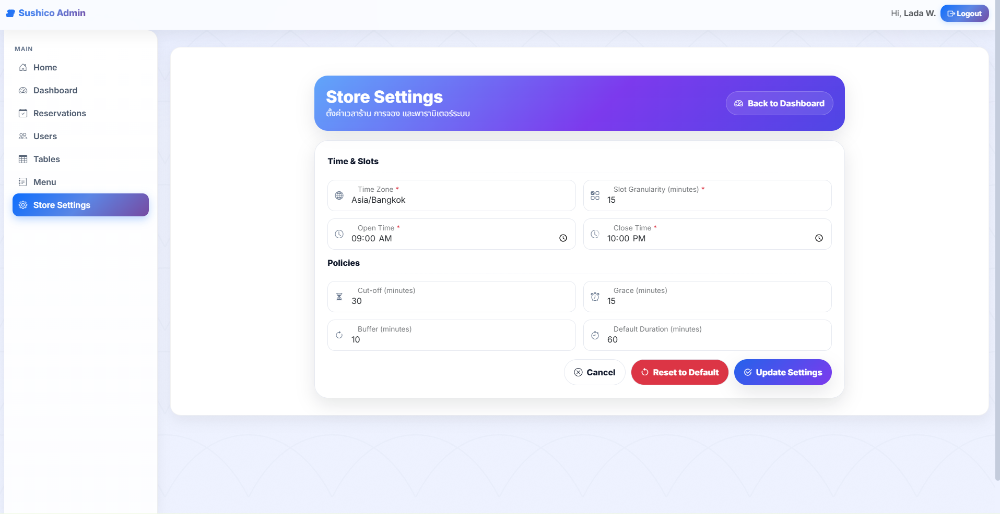 Sushico Admin
Hi, Lada W.
Logout
MAIN
Home
Dashboard
Reservations
Users
Tables
Menu
Store Settings
Store Settings
ตั้งค่าเวลาร้าน การจอง และพารามิเตอร์ระบบ
Back to Dashboard
Time & Slots
Time Zone *
Asia/Bangkok
Slot Granularity (minutes) *
15
Open Time *
09:00 AM
Close Time *
10:00 PM
Policies
Cut-off (minutes)
30
Grace (minutes)
15
Buffer (minutes)
10
Default Duration (minutes)
60
Cancel
Reset to Default
Update Settings